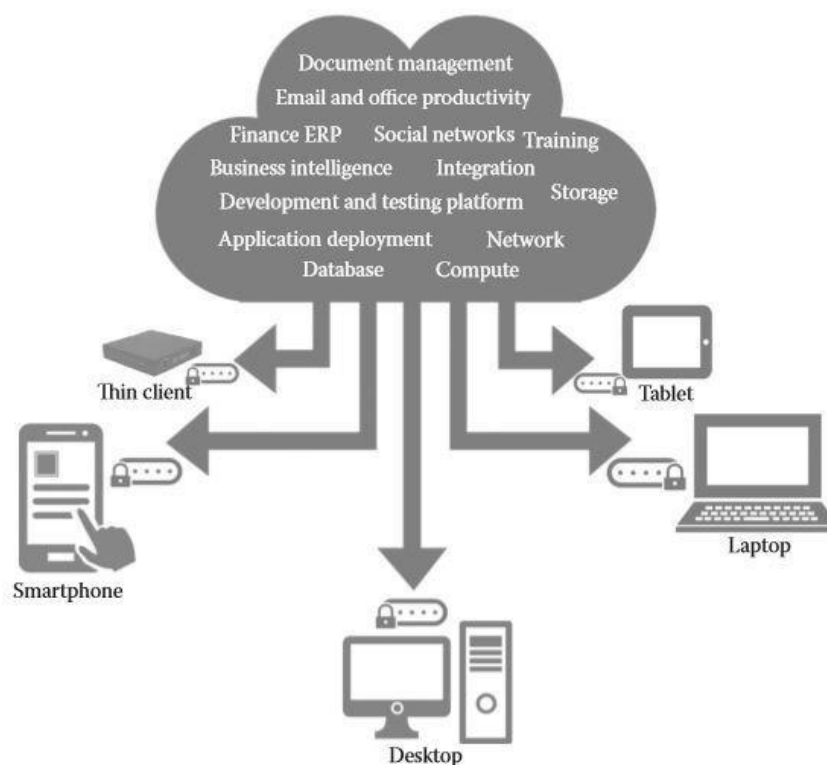 Document management
Email and office productivity
Finance ERP Social networks Training
Business intelligence Integration
Storage
Development and testing platform
Application deployment Network
Database Compute
Thin client
Tablet
Smartphone
Laptop
Desktop